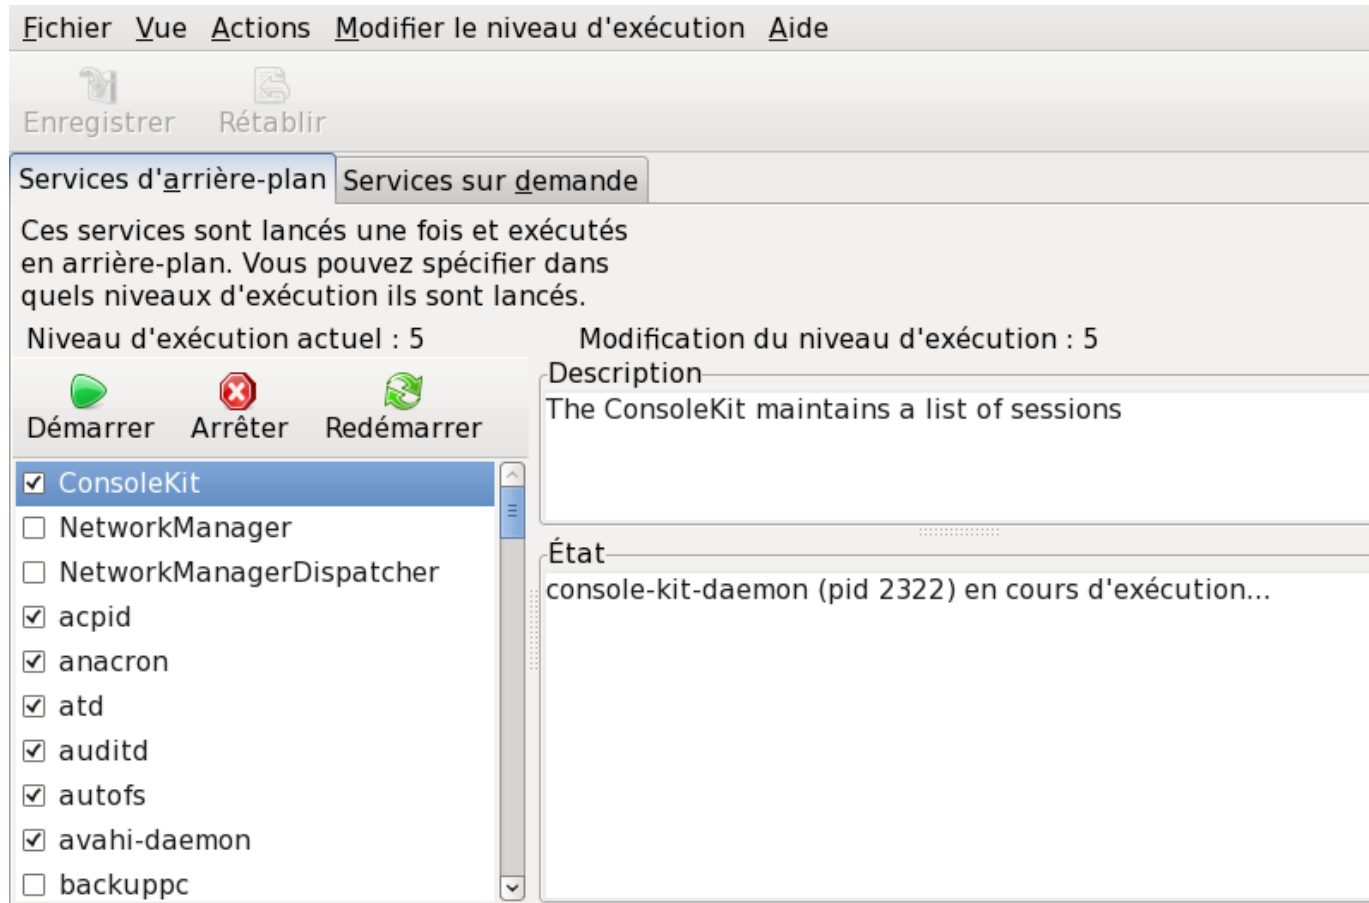 Fichier Vue Actions Modifier le niveau d'exécution Aide
Enregistrer Rétablir
Services d'arrière-plan Services sur demande
Ces services sont lancés une fois et exécutés
en arrière-plan. Vous pouvez spécifier dans
quels niveaux d'exécution ils sont lancés.
Niveau d'exécution actuel : 5 Modification du niveau d'exécution : 5
Démarrer Arrêter Redémarrer
Description
The ConsoleKit maintains a list of sessions
ConsoleKit
NetworkManager
NetworkManagerDispatcher
acpid
anacron
atd
auditd
autofs
avahi-daemon
backuppc
État
console-kit-daemon (pid 2322) en cours d'exécution...